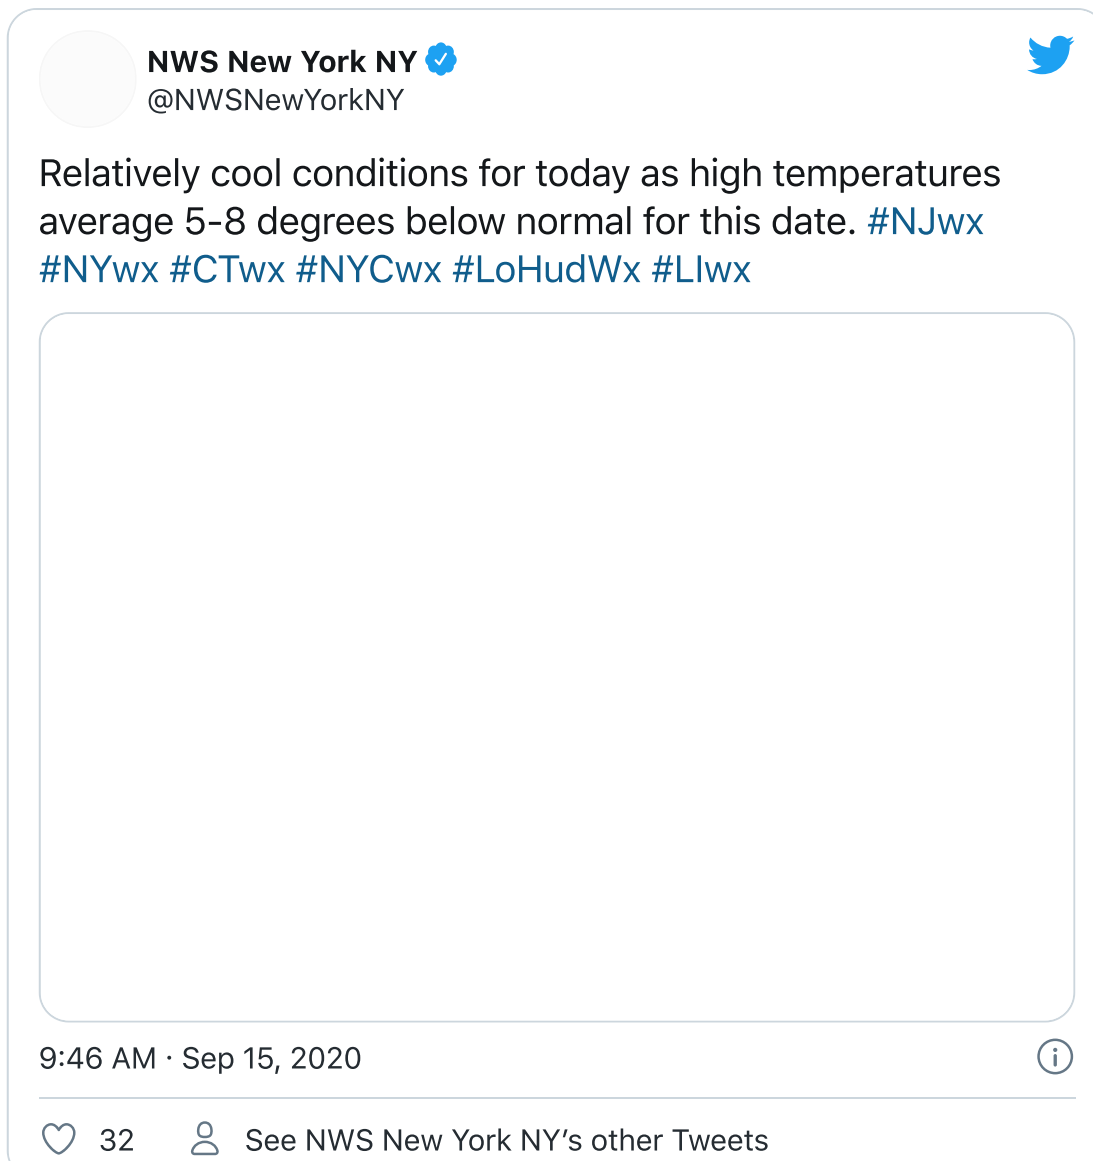 NWS New York NY
@NWSNewYorkNY
Relatively cool conditions for today as high temperatures
average 5-8 degrees below normal for this date. #NJwx
#NYwx #CTwx #NYCwx #LoHudWx #LIwx
9:46 AM · Sep 15, 2020
32 See NWS New York NY’s other Tweets